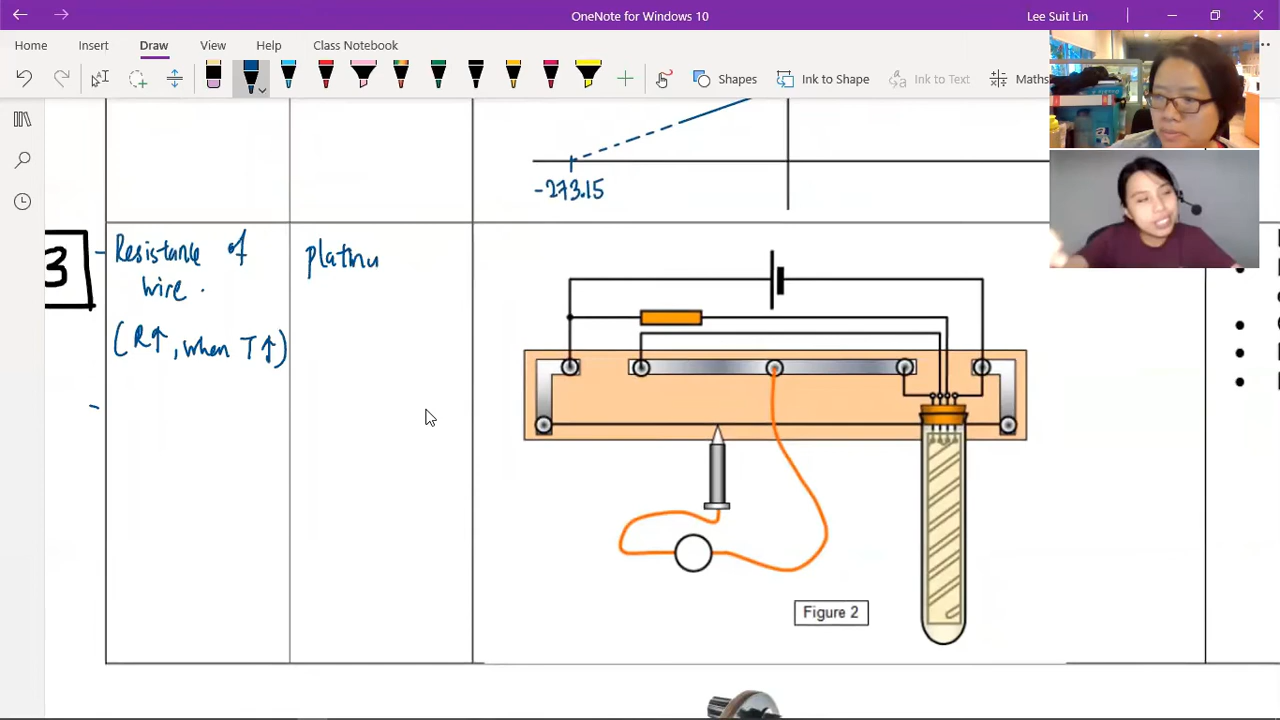 OneNote for Windows 10
Lee Suit Lin
Home Insert Draw View Help Class Notebook
Shapes Ink to Shape Ink to Text Maths
-273.15
3
- Resistance of
wire.
(R↑, when T↑)
-
platinu
Figure 2